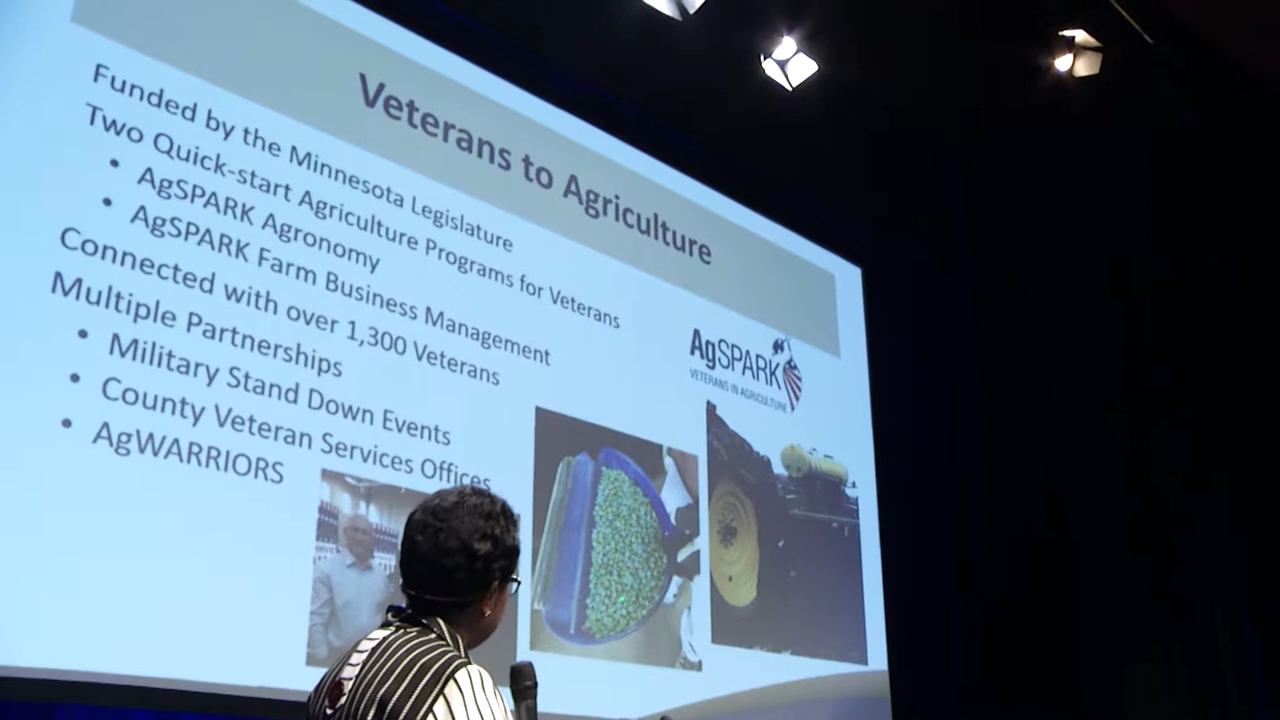 Veterans to Agriculture
Funded by the Minnesota Legislature
Two Quick-start Agriculture Programs for Veterans
• AgSPARK Agronomy
• AgSPARK Farm Business Management
Connected with over 1,300 Veterans
Multiple Partnerships
• Military Stand Down Events
• County Veteran Services Offices
• AgWARRIORS
AgSPARK
VETERANS IN AGRICULTURE